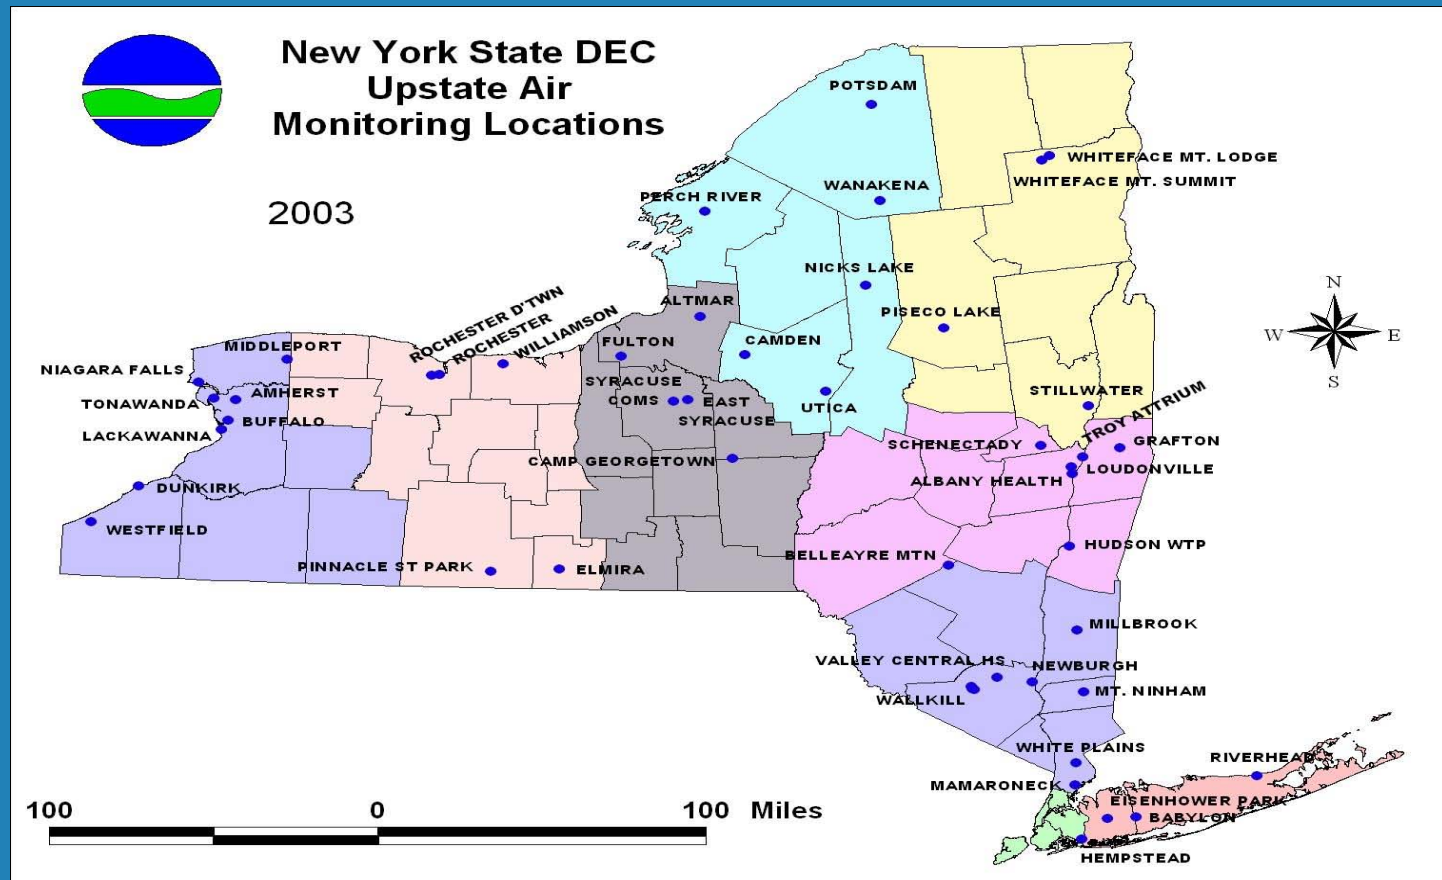 New York State DEC
Upstate Air
Monitoring Locations
2003
POTSDAM
WHITEFACE MT. LODGE
WHITEFACE MT. SUMMIT
WANAKENA
PERCH RIVER
NICKS LAKE
ALTMAR
PISECO LAKE
ROCHESTER D'TWN
ROCHESTER
WILLIAMSON
FULTON
CAMDEN
MIDDLEPORT
NIAGARA FALLS
AMHERST
TONAWANDA
BUFFALO
LACKAWANNA
SYRACUSE
COMS
EAST
SYRACUSE
UTICA
STILLWATER
TROY ATTRIUM
SCHENECTADY
GRAFTON
LOUDONVILLE
ALBANY HEALTH
CAMP GEORGETOWN
DUNKIRK
WESTFIELD
PINNACLE ST PARK
ELMIRA
BELLEAYRE MTN
HUDSON WTP
MILLBROOK
VALLEY CENTRAL HS
NEWBURGH
WALLKILL
MT. NINHAM
WHITE PLAINS
RIVERHEAD
MAMARONECK
EISENHOWER PARK
BABYLON
HEMPSTEAD
N
W E
S
100 0 100 Miles